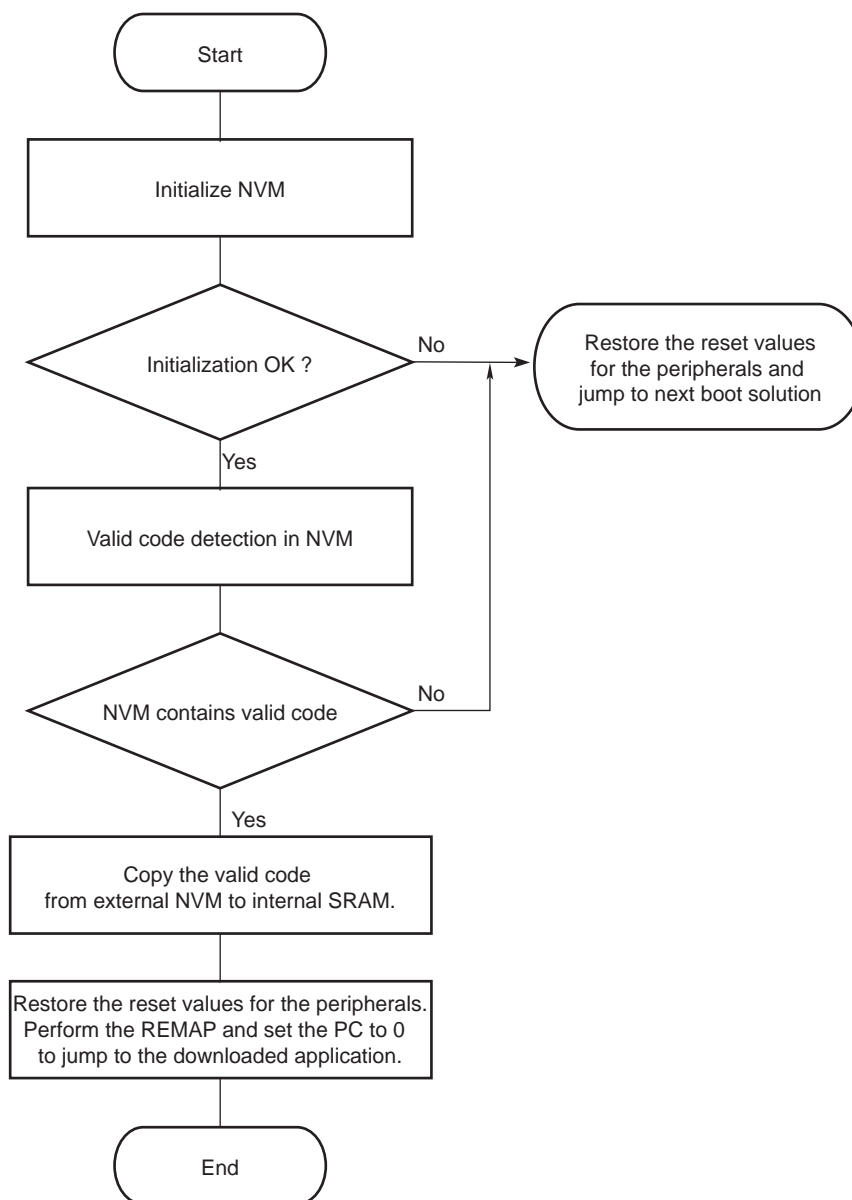 Start
Initialize NVM
Initialization OK ?
No
Restore the reset values
for the peripherals and
jump to next boot solution
Yes
Valid code detection in NVM
NVM contains valid code
No
Yes
Copy the valid code
from external NVM to internal SRAM.
Restore the reset values for the peripherals.
Perform the REMAP and set the PC to 0
to jump to the downloaded application.
End